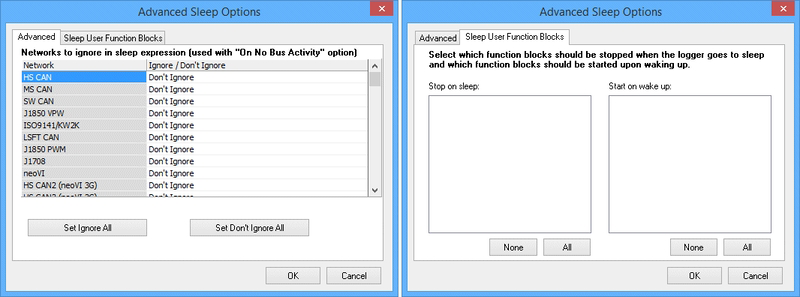 Advanced Sleep Options
Advanced
Sleep User Function Blocks
Networks to ignore in sleep expression (used with "On No Bus Activity" option)
Network Ignore / Don't Ignore
HS CAN Don't Ignore
MS CAN Don't Ignore
SW CAN Don't Ignore
J1850 VPW Don't Ignore
ISO9141/KW2K Don't Ignore
LSFT CAN Don't Ignore
J1850 PWM Don't Ignore
J1708 Don't Ignore
neoVI Don't Ignore
HS CAN2 (neoVI 3G) Don't Ignore
Set Ignore All
Set Don't Ignore All
OK
Cancel
Advanced Sleep Options
Advanced
Sleep User Function Blocks
Select which function blocks should be stopped when the logger goes to sleep
and which function blocks should be started upon waking up.
Stop on sleep:
Start on wake up:
None
All
None
All
OK
Cancel